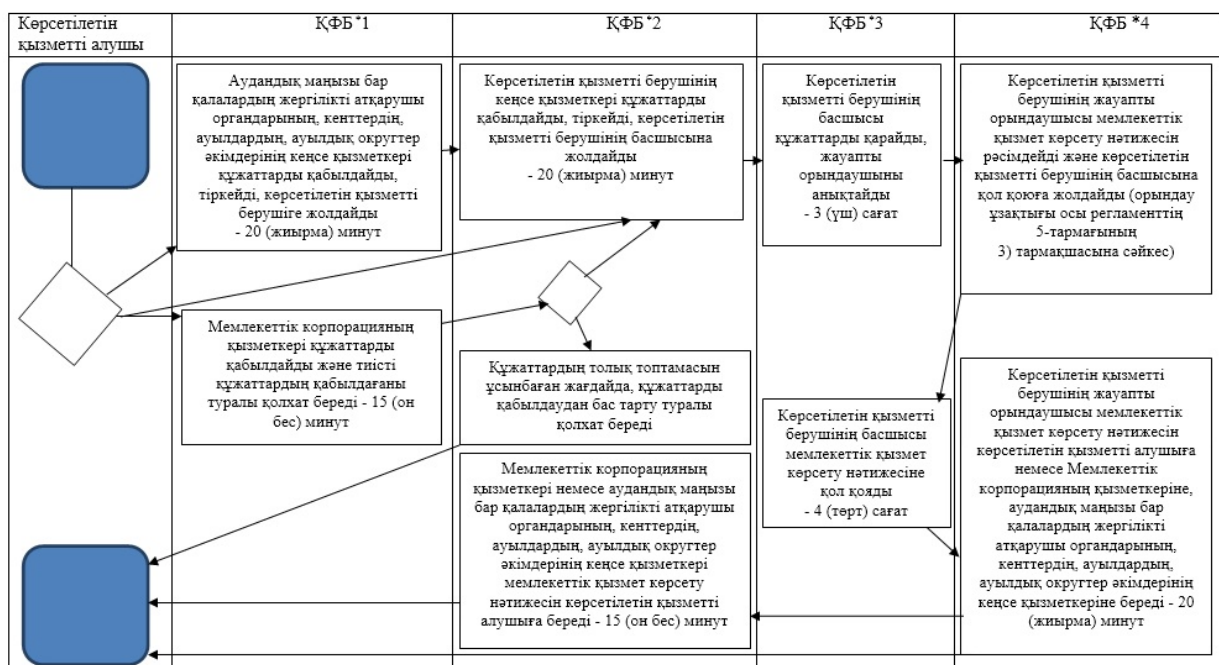 Көрсетілетін
қызметті алушы
ҚФБ *1
ҚФБ *2
ҚФБ *3
ҚФБ *4
Аудандық маңызы бар
қалалардың жергілікті атқарушы
органдарының, кенттердің,
ауылдардың, ауылдық округтер
әкімдерінің кеңсе қызметкері
құжаттарды қабылдайды,
тіркейді, көрсетілетін қызметті
берушіге жолдайды
- 20 (жиырма) минут
Көрсетілетін қызметті берушінің
кеңсе қызметкері құжаттарды
қабылдайды, тіркейді, көрсетілетін
қызметті берушінің басшысына
жолдайды
- 20 (жиырма) минут
Көрсетілетін
қызметті берушінің
басшысы
құжаттарды қарайды,
жауапты
орындаушыны
анықтайды
- 3 (үш) сағат
Көрсетілетін қызметті
берушінің жауапты
орындаушысы мемлекеттік
қызмет көрсету нәтижесін
рәсімдейді және көрсетілетін
қызметті берушінің басшысына
қол қоюға жолдайды (орындау
ұзақтығы осы регламенттің
5-тармағының
3) тармақшасына сәйкес)
Мемлекеттік корпорацияның
қызметкері құжаттарды
қабылдайды және тиісті
құжаттардың қабылдағаны
туралы қолхат береді - 15 (он
бес) минут
Құжаттардың толық топтамасын
ұсынбаған жағдайда, құжаттарды
қабылдаудан бас тарту туралы
қолхат береді
Көрсетілетін қызметті
берушінің басшысы
мемлекеттік қызмет
көрсету нәтижесіне
қол қояды
- 4 (төрт) сағат
Көрсетілетін қызметті
берушінің жауапты
орындаушысы мемлекеттік
қызмет көрсету нәтижесін
көрсетілетін қызметті алушыға
немесе Мемлекеттік
корпорацияның қызметкеріне,
аудандық маңызы бар
қалалардың жергілікті
атқарушы органдарының,
кенттердің, ауылдардың,
ауылдық округтер әкімдерінің
кеңсе қызметкеріне береді - 20
(жиырма) минут
Мемлекеттік корпорацияның
қызметкері немесе аудандық маңызы
бар қалалардың жергілікті атқарушы
органдарының, кенттердің,
ауылдардың, ауылдық округтер
әкімдерінің кеңсе қызметкері
мемлекеттік қызмет көрсету
нәтижесін көрсетілетін қызметті
алушыға береді - 15 (он бес) минут